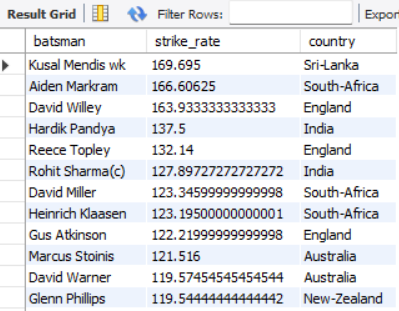 Result Grid Filter Rows: Export
batsman strike_rate country
Kusal Mendis wk 169.695 Sri-Lanka
Aiden Markram 166.60625 South-Africa
David Willey 163.9333333333333 England
Hardik Pandya 137.5 India
Reece Topley 132.14 England
Rohit Sharma(c) 127.89727272727272 India
David Miller 123.34599999999998 South-Africa
Heinrich Klaasen 123.19500000000001 South-Africa
Gus Atkinson 122.21999999999998 England
Marcus Stoinis 121.516 Australia
David Warner 119.57454545454544 Australia
Glenn Phillips 119.54444444444442 New-Zealand